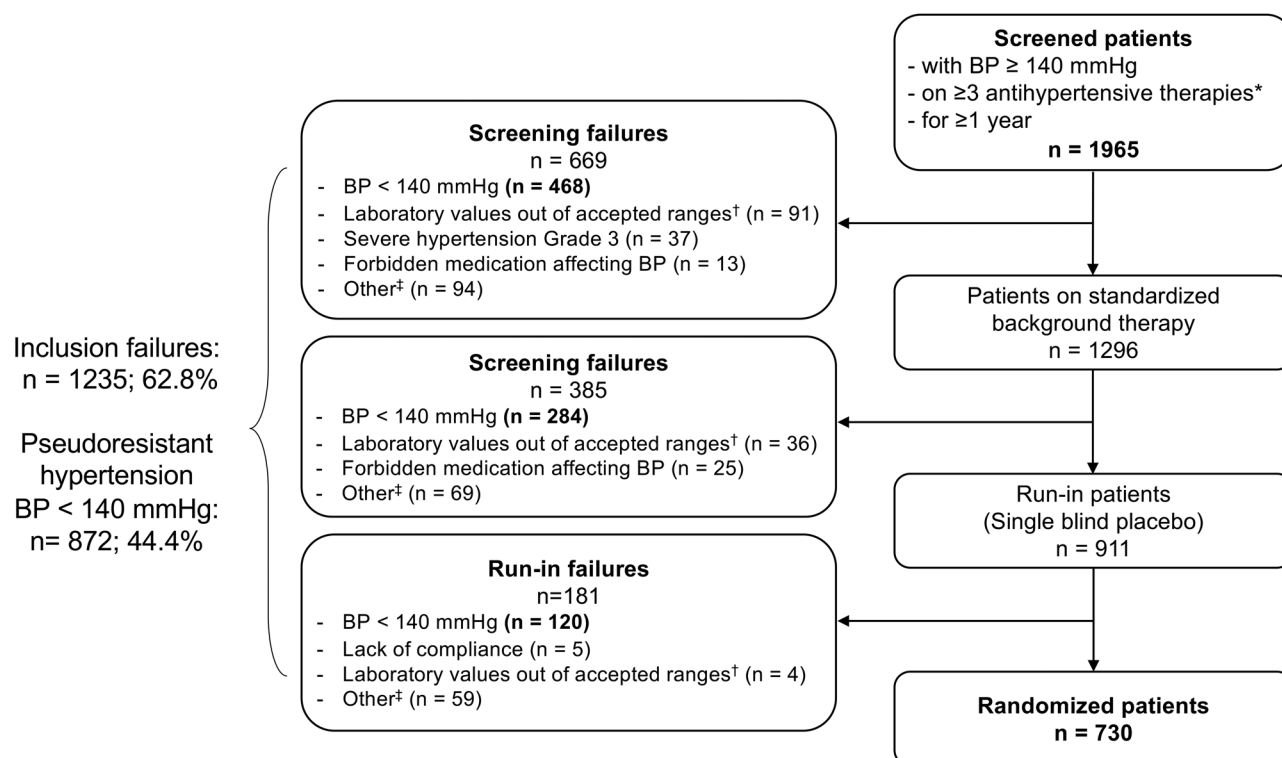 Screened patients
- with BP ≥ 140 mmHg
- on ≥3 antihypertensive therapies*
- for ≥1 year
n = 1965
Screening failures
n = 669
- BP < 140 mmHg (n = 468)
- Laboratory values out of accepted ranges† (n = 91)
- Severe hypertension Grade 3 (n = 37)
- Forbidden medication affecting BP (n = 13)
- Other‡ (n = 94)
Patients on standardized
background therapy
n = 1296
Screening failures
n = 385
- BP < 140 mmHg (n = 284)
- Laboratory values out of accepted ranges† (n = 36)
- Forbidden medication affecting BP (n = 25)
- Other‡ (n = 69)
Run-in patients
(Single blind placebo)
n = 911
Run-in failures
n=181
- BP < 140 mmHg (n = 120)
- Lack of compliance (n = 5)
- Laboratory values out of accepted ranges† (n = 4)
- Other‡ (n = 59)
Randomized patients
n = 730
Inclusion failures:
n = 1235; 62.8%
Pseudoresistant
hypertension
BP < 140 mmHg:
n= 872; 44.4%